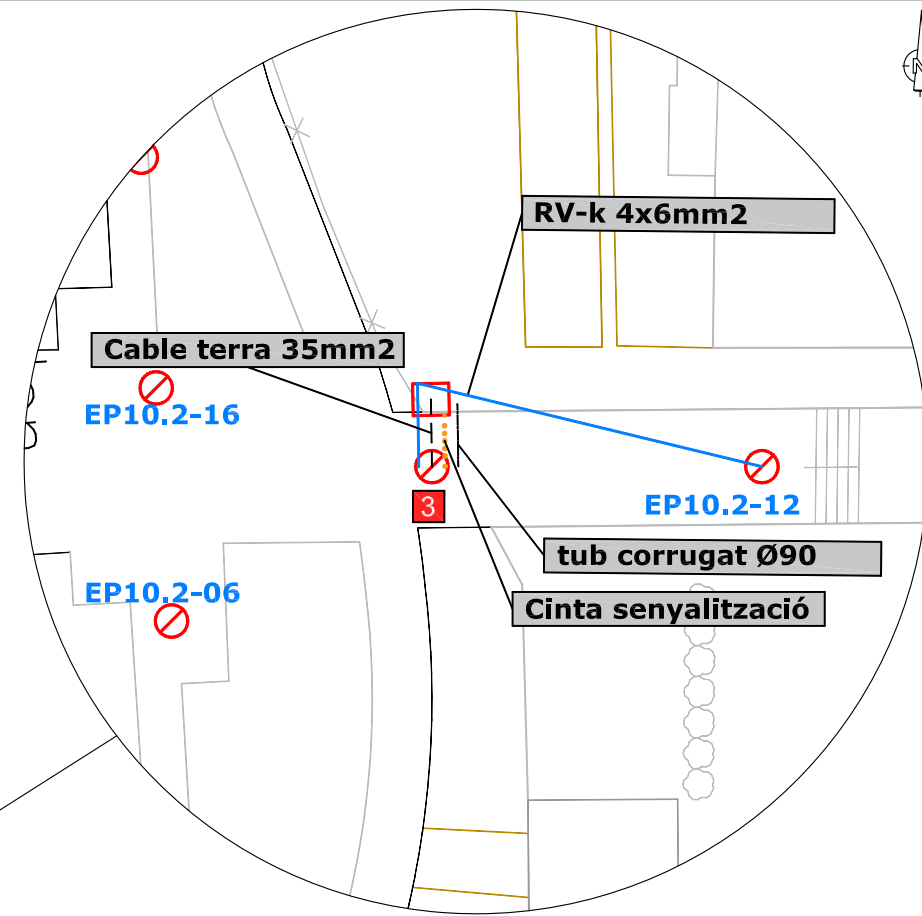 RV-k 4x6mm2
Cable terra 35mm2
EP10.2-16
3
EP10.2-12
tub corrugat Ø90
EP10.2-06
Cinta senyalització